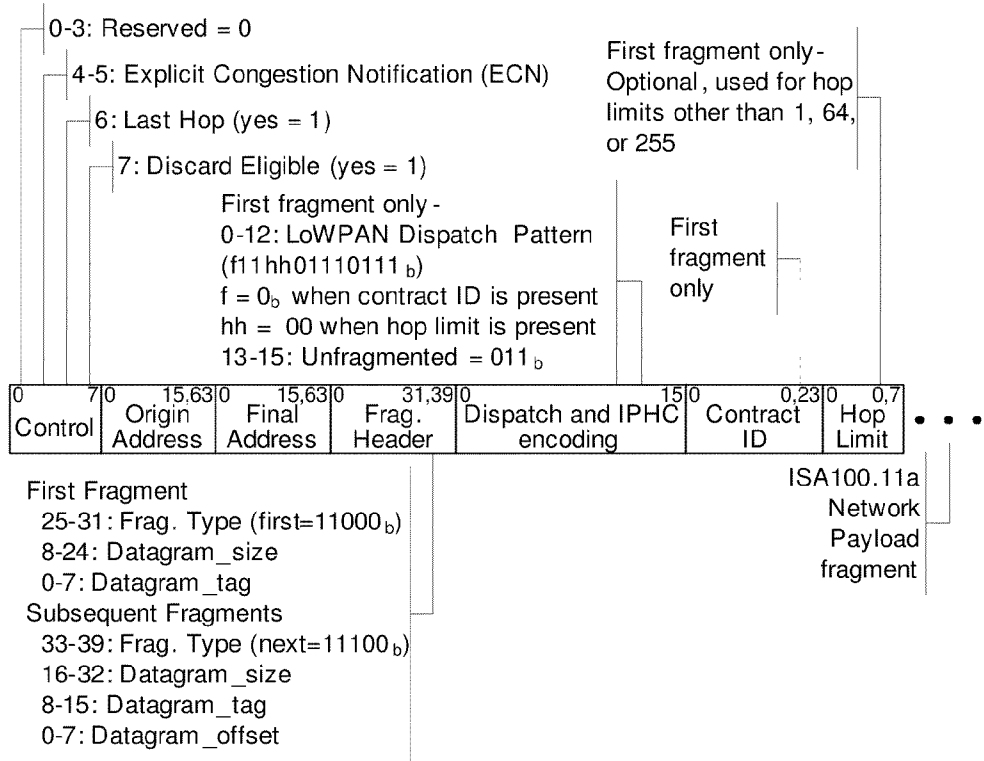 0-3: Reserved = 0
4-5: Explicit Congestion Notification (ECN)
6: Last Hop (yes = 1)
7: Discard Eligible (yes = 1)
First fragment only-
Optional, used for hop
limits other than 1, 64,
or 255
First fragment only -
0-12: LoWPAN Dispatch Pattern
(f11hh01110111 b)
f = 0b when contract ID is present
hh = 00 when hop limit is present
13-15: Unfragmented = 011 b
First
fragment
only
0 7 0 15,63 0 15,63 0 31,39 0 15 0 0,23 0 0,7
Control
Origin
Address
Final
Address
Frag.
Header
Dispatch and IPHC
encoding
Contract
ID
Hop
Limit
• • •
First Fragment
25-31: Frag. Type (first=11000 b)
8-24: Datagram_size
0-7: Datagram_tag
Subsequent Fragments
33-39: Frag. Type (next=11100 b)
16-32: Datagram_size
8-15: Datagram_tag
0-7: Datagram_offset
ISA100.11a
Network
Payload
fragment